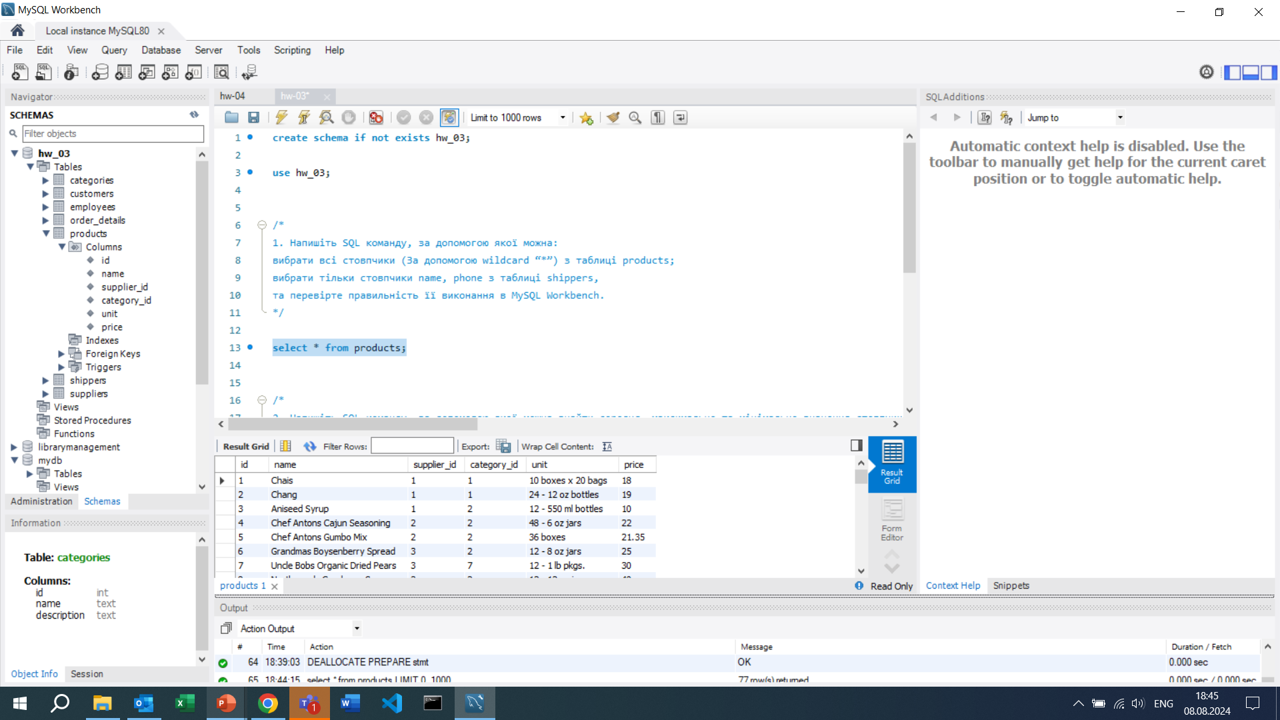 MySQL Workbench
Local instance MySQL80
File Edit View Query Database Server Tools Scripting Help
Navigator
SCHEMAS
Filter objects
hw_03
Tables
categories
customers
employees
order_details
products
Columns
id
name
supplier_id
category_id
unit
price
Indexes
Foreign Keys
Triggers
shippers
suppliers
Views
Stored Procedures
Functions
librarymanagement
mydb
Tables
Views
Administration Schemas
Information
Table: categories
Columns:
id int
name text
description text
Object Info Session
hw-04 hw-03*
Limit to 1000 rows
1 create schema if not exists hw_03;
2
3 use hw_03;
4
5
6 /*
7 1. Напишіть SQL команду, за допомогою якої можна:
8 вибрати всі стовпчики (За допомогою wildcard “*”) з таблиці products;
9 вибрати тільки стовпчики name, phone з таблиці shippers,
10 та перевірте правильність її виконання в MySQL Workbench.
11 */
12
13 select * from products;
14
15
16 /*
Result Grid Filter Rows: Export: Wrap Cell Content:
id name supplier_id category_id unit price
1 Chais 1 1 10 boxes x 20 bags 18
2 Chang 1 1 24 - 12 oz bottles 19
3 Aniseed Syrup 1 2 12 - 550 ml bottles 10
4 Chef Antons Cajun Seasoning 2 2 48 - 6 oz jars 22
5 Chef Antons Gumbo Mix 2 2 36 boxes 21.35
6 Grandmas Boysenberry Spread 3 2 12 - 8 oz jars 25
7 Uncle Bobs Organic Dried Pears 3 7 12 - 1 lb pkgs. 30
Result Grid
Form Editor
products 1
Read Only
Output
Action Output
# Time Action Message Duration / Fetch
64 18:39:03 DEALLOCATE PREPARE stmt OK 0.000 sec
65 18:44:15 select * from products LIMIT 0, 1000 77 row(s) returned 0.000 sec / 0.000 sec
SQLAdditions
Jump to
Automatic context help is disabled. Use the
toolbar to manually get help for the current caret
position or to toggle automatic help.
Context Help Snippets
1
ENG
18:45
08.08.2024